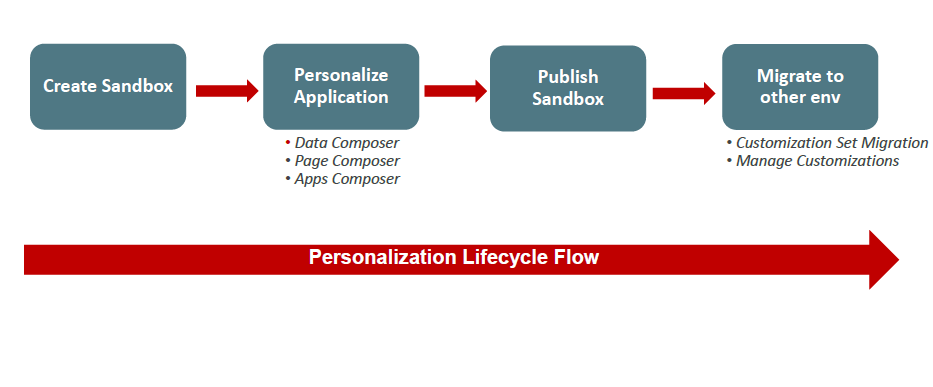 Create Sandbox
Personalize
Application
Publish
Sandbox
Migrate to
other env
• Data Composer
• Page Composer
• Apps Composer
• Customization Set Migration
• Manage Customizations
Personalization Lifecycle Flow